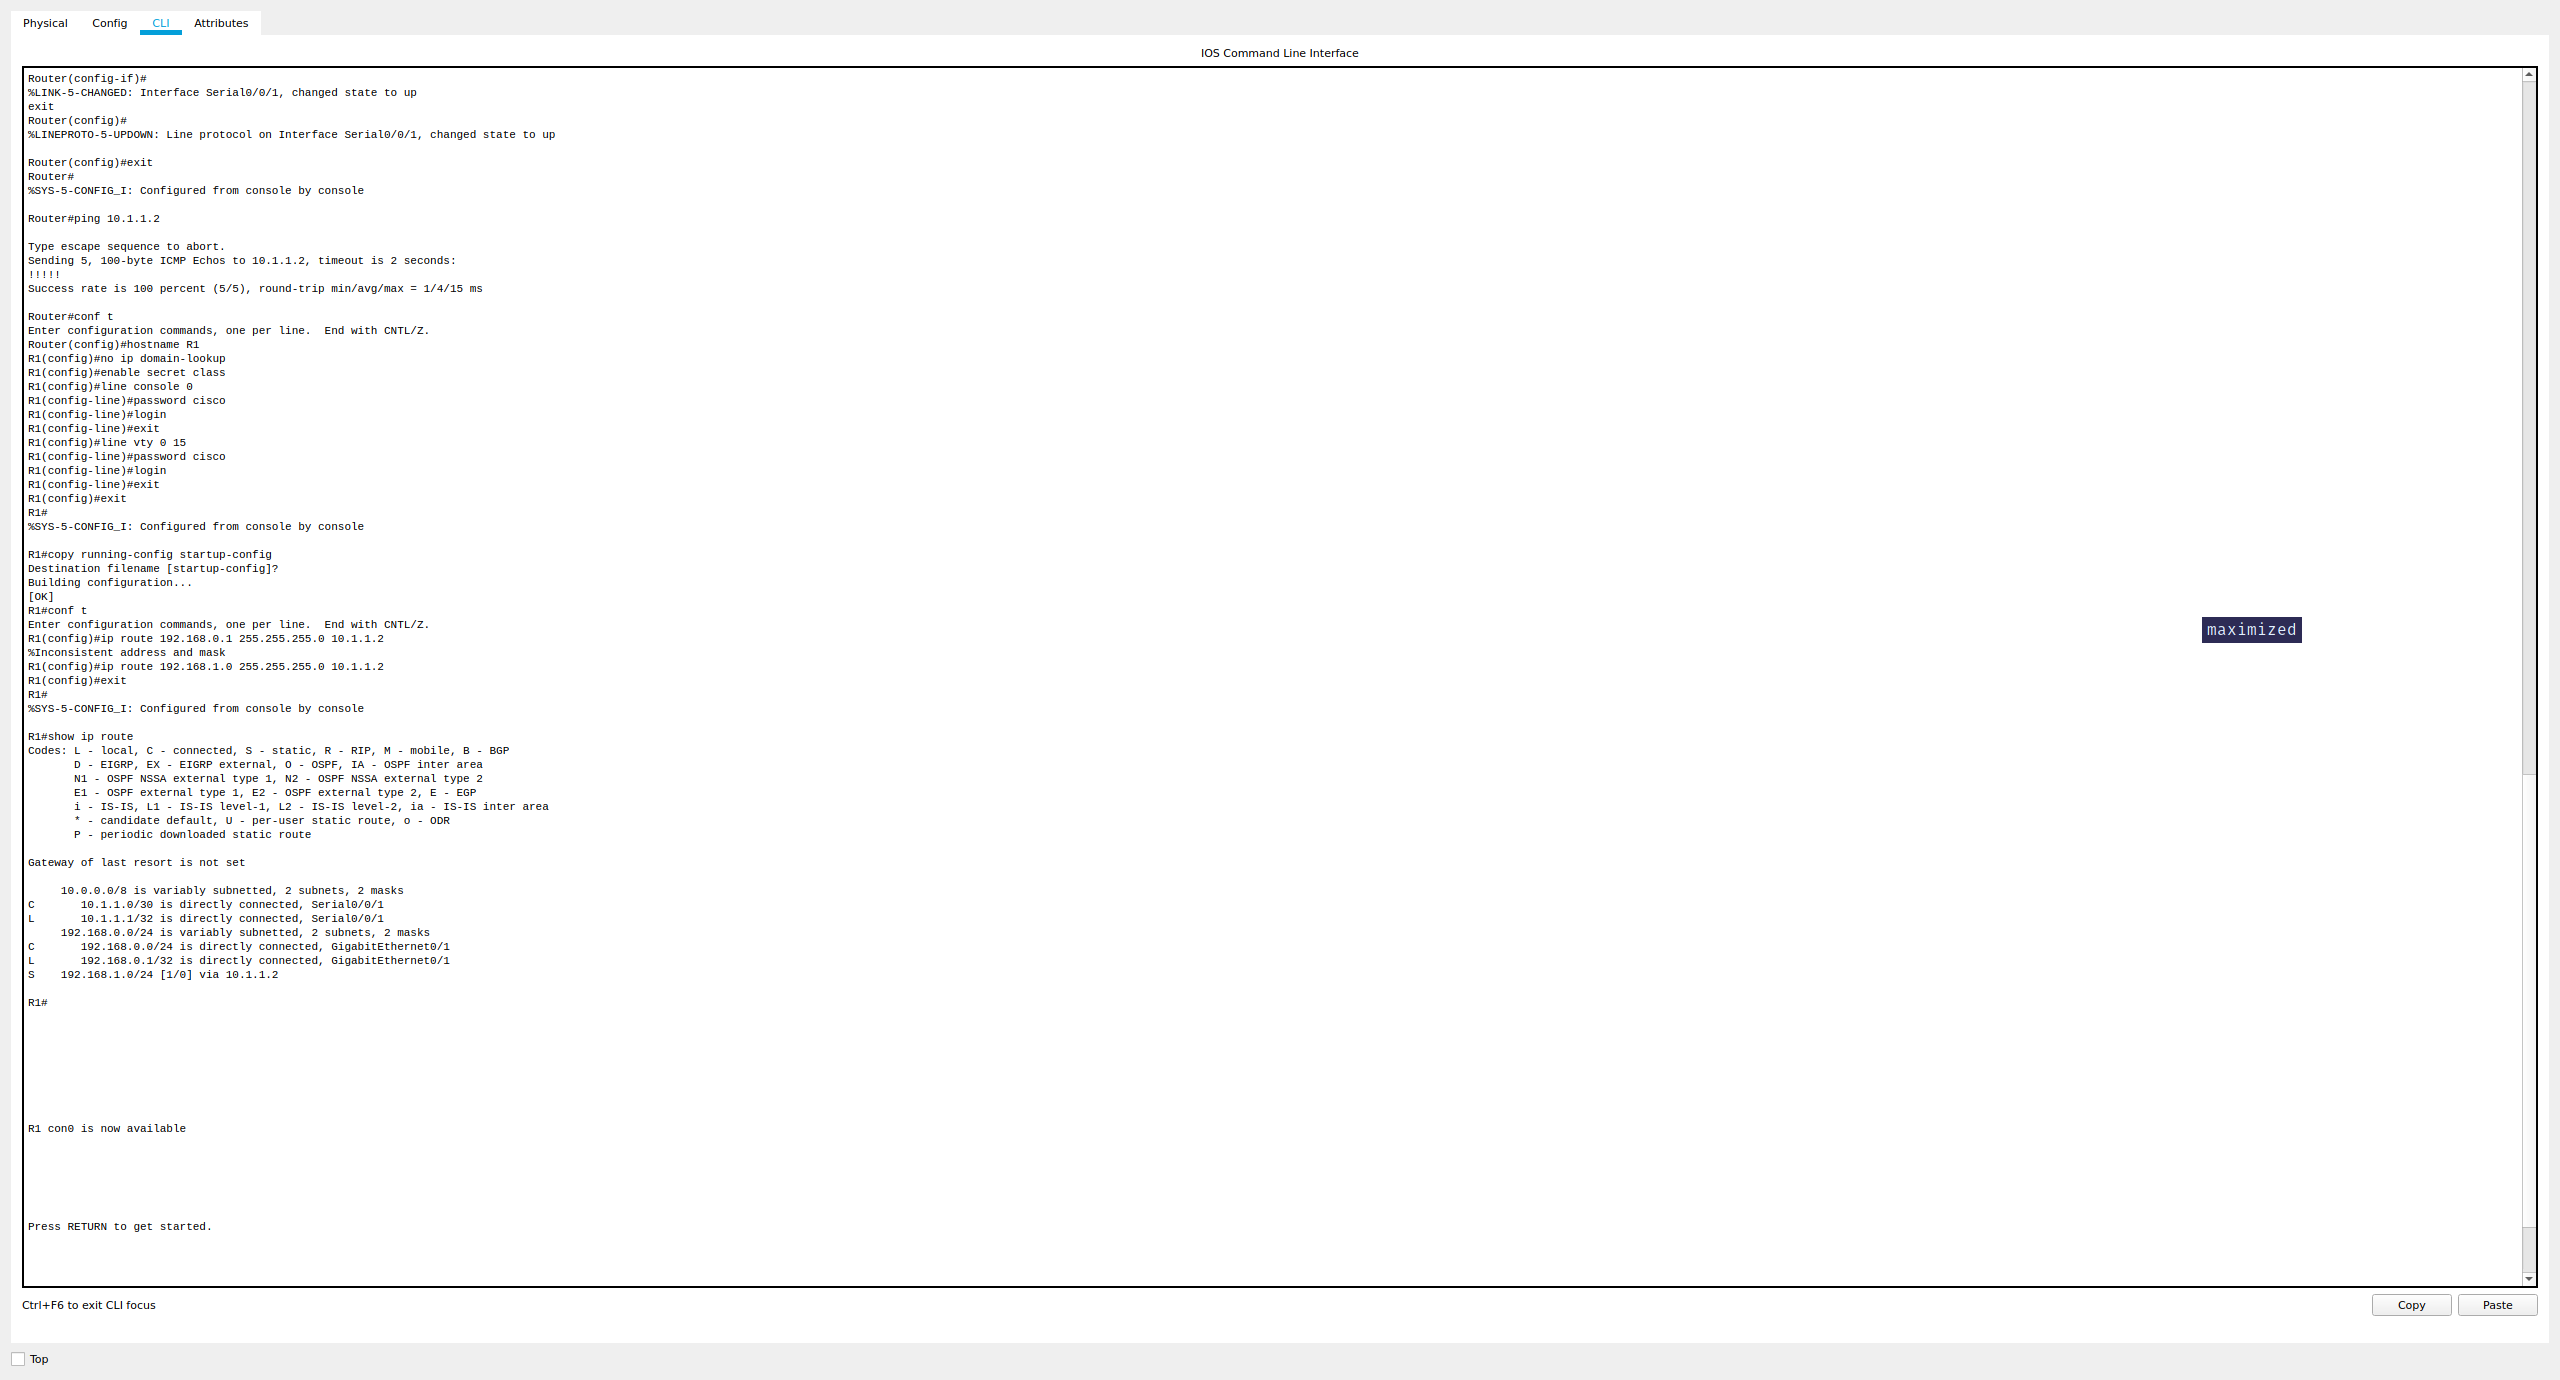 Physical Config CLI Attributes
IOS Command Line Interface
Router(config-if)#
%LINK-5-CHANGED: Interface Serial0/0/1, changed state to up
exit
Router(config)#
%LINEPROTO-5-UPDOWN: Line protocol on Interface Serial0/0/1, changed state to up
Router(config)#exit
Router#
%SYS-5-CONFIG_I: Configured from console by console
Router#ping 10.1.1.2
Type escape sequence to abort.
Sending 5, 100-byte ICMP Echos to 10.1.1.2, timeout is 2 seconds:
!!!!!
Success rate is 100 percent (5/5), round-trip min/avg/max = 1/4/15 ms
Router#conf t
Enter configuration commands, one per line.  End with CNTL/Z.
Router(config)#hostname R1
R1(config)#no ip domain-lookup
R1(config)#enable secret class
R1(config)#line console 0
R1(config-line)#password cisco
R1(config-line)#login
R1(config-line)#exit
R1(config)#line vty 0 15
R1(config-line)#password cisco
R1(config-line)#login
R1(config-line)#exit
R1(config)#exit
R1#
%SYS-5-CONFIG_I: Configured from console by console
R1#copy running-config startup-config
Destination filename [startup-config]?
Building configuration...
[OK]
R1#conf t
Enter configuration commands, one per line.  End with CNTL/Z.
R1(config)#ip route 192.168.0.1 255.255.255.0 10.1.1.2
%Inconsistent address and mask
R1(config)#ip route 192.168.1.0 255.255.255.0 10.1.1.2
R1(config)#exit
R1#
%SYS-5-CONFIG_I: Configured from console by console
R1#show ip route
Codes: L - local, C - connected, S - static, R - RIP, M - mobile, B - BGP
D - EIGRP, EX - EIGRP external, O - OSPF, IA - OSPF inter area
N1 - OSPF NSSA external type 1, N2 - OSPF NSSA external type 2
E1 - OSPF external type 1, E2 - OSPF external type 2, E - EGP
i - IS-IS, L1 - IS-IS level-1, L2 - IS-IS level-2, ia - IS-IS inter area
* - candidate default, U - per-user static route, o - ODR
P - periodic downloaded static route
Gateway of last resort is not set
10.0.0.0/8 is variably subnetted, 2 subnets, 2 masks
C       10.1.1.0/30 is directly connected, Serial0/0/1
L       10.1.1.1/32 is directly connected, Serial0/0/1
192.168.0.0/24 is variably subnetted, 2 subnets, 2 masks
C       192.168.0.0/24 is directly connected, GigabitEthernet0/1
L       192.168.0.1/32 is directly connected, GigabitEthernet0/1
S    192.168.1.0/24 [1/0] via 10.1.1.2
R1#
R1 con0 is now available
Press RETURN to get started.
maximized
Ctrl+F6 to exit CLI focus
Copy Paste
Top